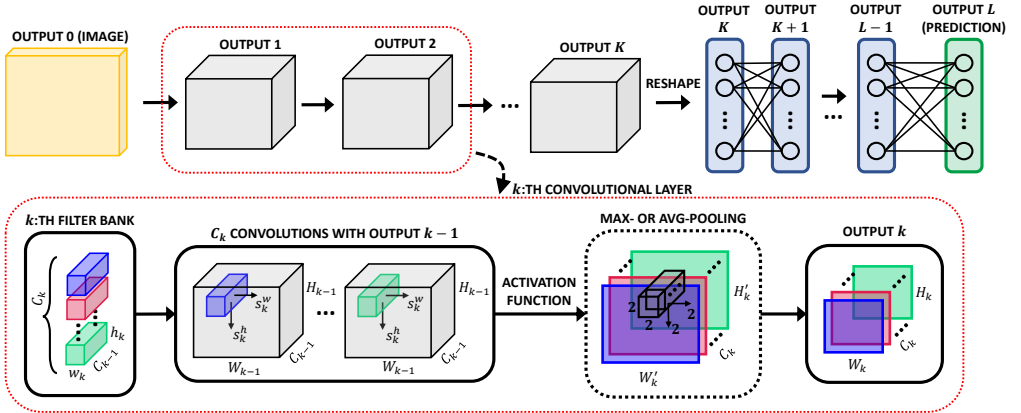 OUTPUT 0 (IMAGE)
OUTPUT 1
OUTPUT 2
...
OUTPUT K
RESHAPE
OUTPUT
K
OUTPUT
K + 1
...
OUTPUT
L − 1
OUTPUT L
(PREDICTION)
k:TH CONVOLUTIONAL LAYER
k:TH FILTER BANK
C_k
h_k
C_{k−1}
w_k
C_k CONVOLUTIONS WITH OUTPUT k − 1
s_k^w
s_k^h
H_{k−1}
C_{k−1}
W_{k−1}
...
s_k^w
s_k^h
H_{k−1}
C_{k−1}
W_{k−1}
ACTIVATION
FUNCTION
MAX- OR AVG-POOLING
2
2
2
2
H_k'
C_k
W_k'
OUTPUT k
H_k
C_k
W_k